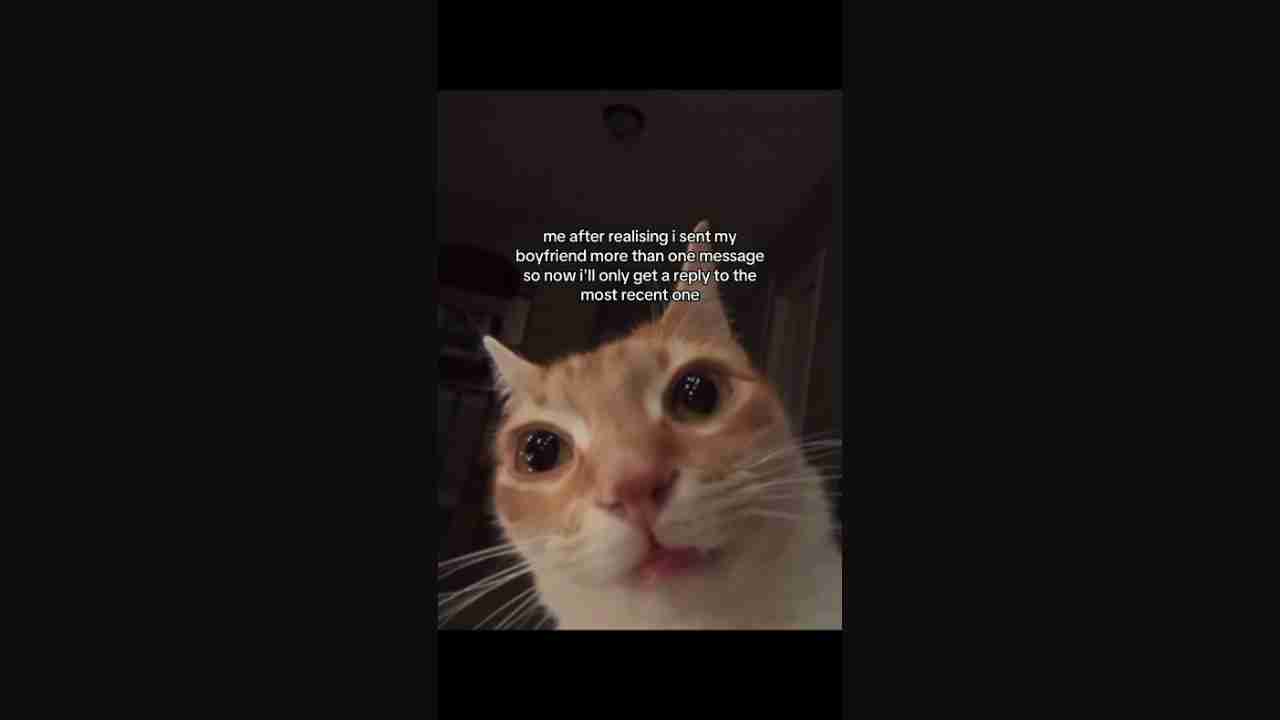 me after realising i sent my
boyfriend more than one message
so now i'll only get a reply to the
most recent one